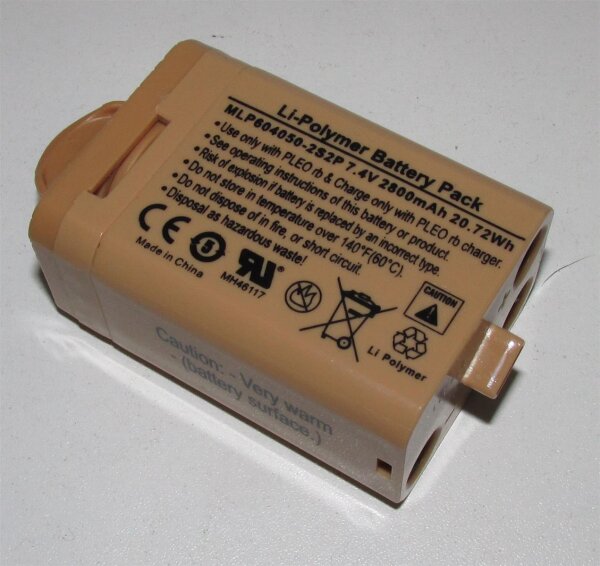 Li-Polymer Battery Pack
MLP604050-2S2P 7.4V 2800mAh 20.72Wh
• Use only with PLEO rb & Charge only with PLEO rb charger.
• See operating instructions of this battery or product.
• Risk of explosion if battery is replaced by an incorrect type.
• Do not store in temperature over 140°F(60°C).
• Do not dispose of in fire, or short circuit.
• Disposal as hazardous waste!
CE
Made in China
MH46117
CAUTION
Li Polymer
Caution: - Very warm
- (battery surface.)